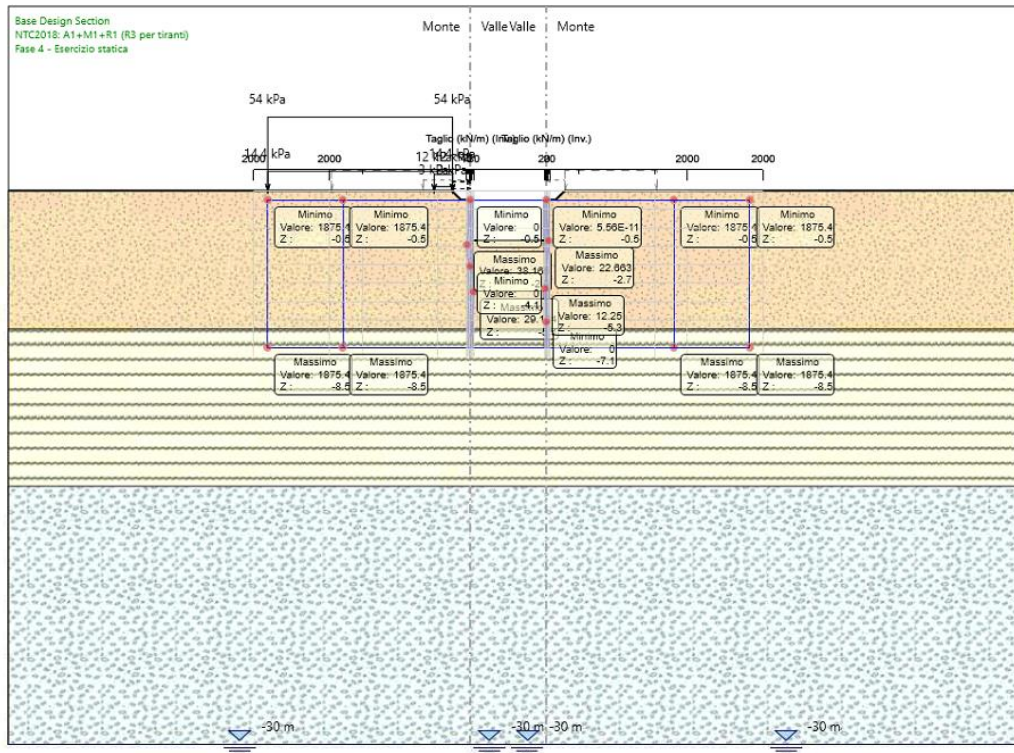 Base Design Section
NTC2018: A1+M1+R1 (R3 per tiranti)
Fase 4 - Esercizio statica
Monte
Valle
Valle
Monte
54 kPa
54 kPa
Taglio (kN/m)
Taglio (kN/m) (Inv.)
14.4 kPa
2000
2000
200
2000
2000
Minimo
Valore: 1875.4
Z : -0.5
Minimo
Valore: 1875.4
Z : -0.5
Minimo
Valore: 0
Z : -0.5
Minimo
Valore: 5.56E-11
Z : -0.5
Minimo
Valore: 1875.4
Z : -0.5
Minimo
Valore: 1875.4
Z : -0.5
Massimo
Valore: 38.16
Massimo
Valore: 22.663
Z : -2.7
Minimo
Valore: 0
Z : -4.1
Massimo
Valore: 29.1
Z :
Massimo
Valore: 12.25
Z : -5.3
Minimo
Valore: 0
Z : -7.1
Massimo
Valore: 1875.4
Z : -8.5
Massimo
Valore: 1875.4
Z : -8.5
Massimo
Valore: 1875.4
Z : -8.5
Massimo
Valore: 1875.4
Z : -8.5
-30 m
-30 m
-30 m
-30 m